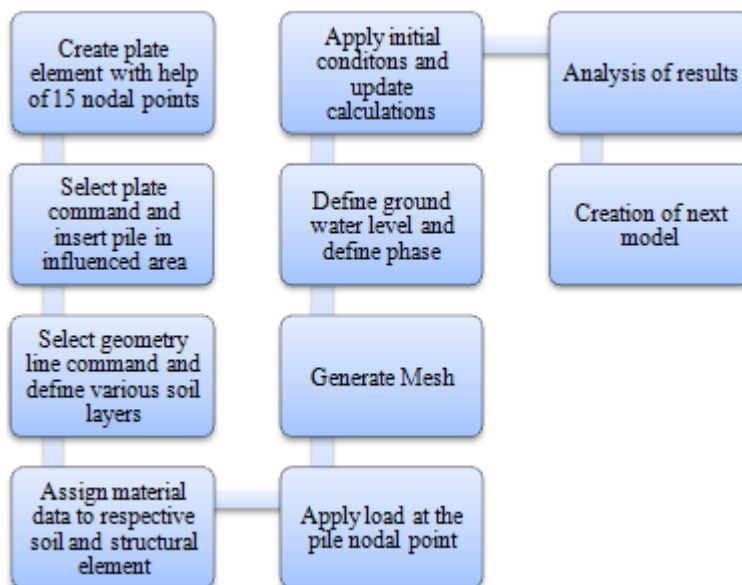 Create plate
element with help
of 15 nodal points
Select plate
command and
insert pile in
influenced area
Select geometry
line command and
define various soil
layers
Assign material
data to respective
soil and structural
element
Apply load at the
pile nodal point
Generate Mesh
Define ground
water level and
define phase
Apply initial
conditons and
update
calculations
Analysis of results
Creation of next
model